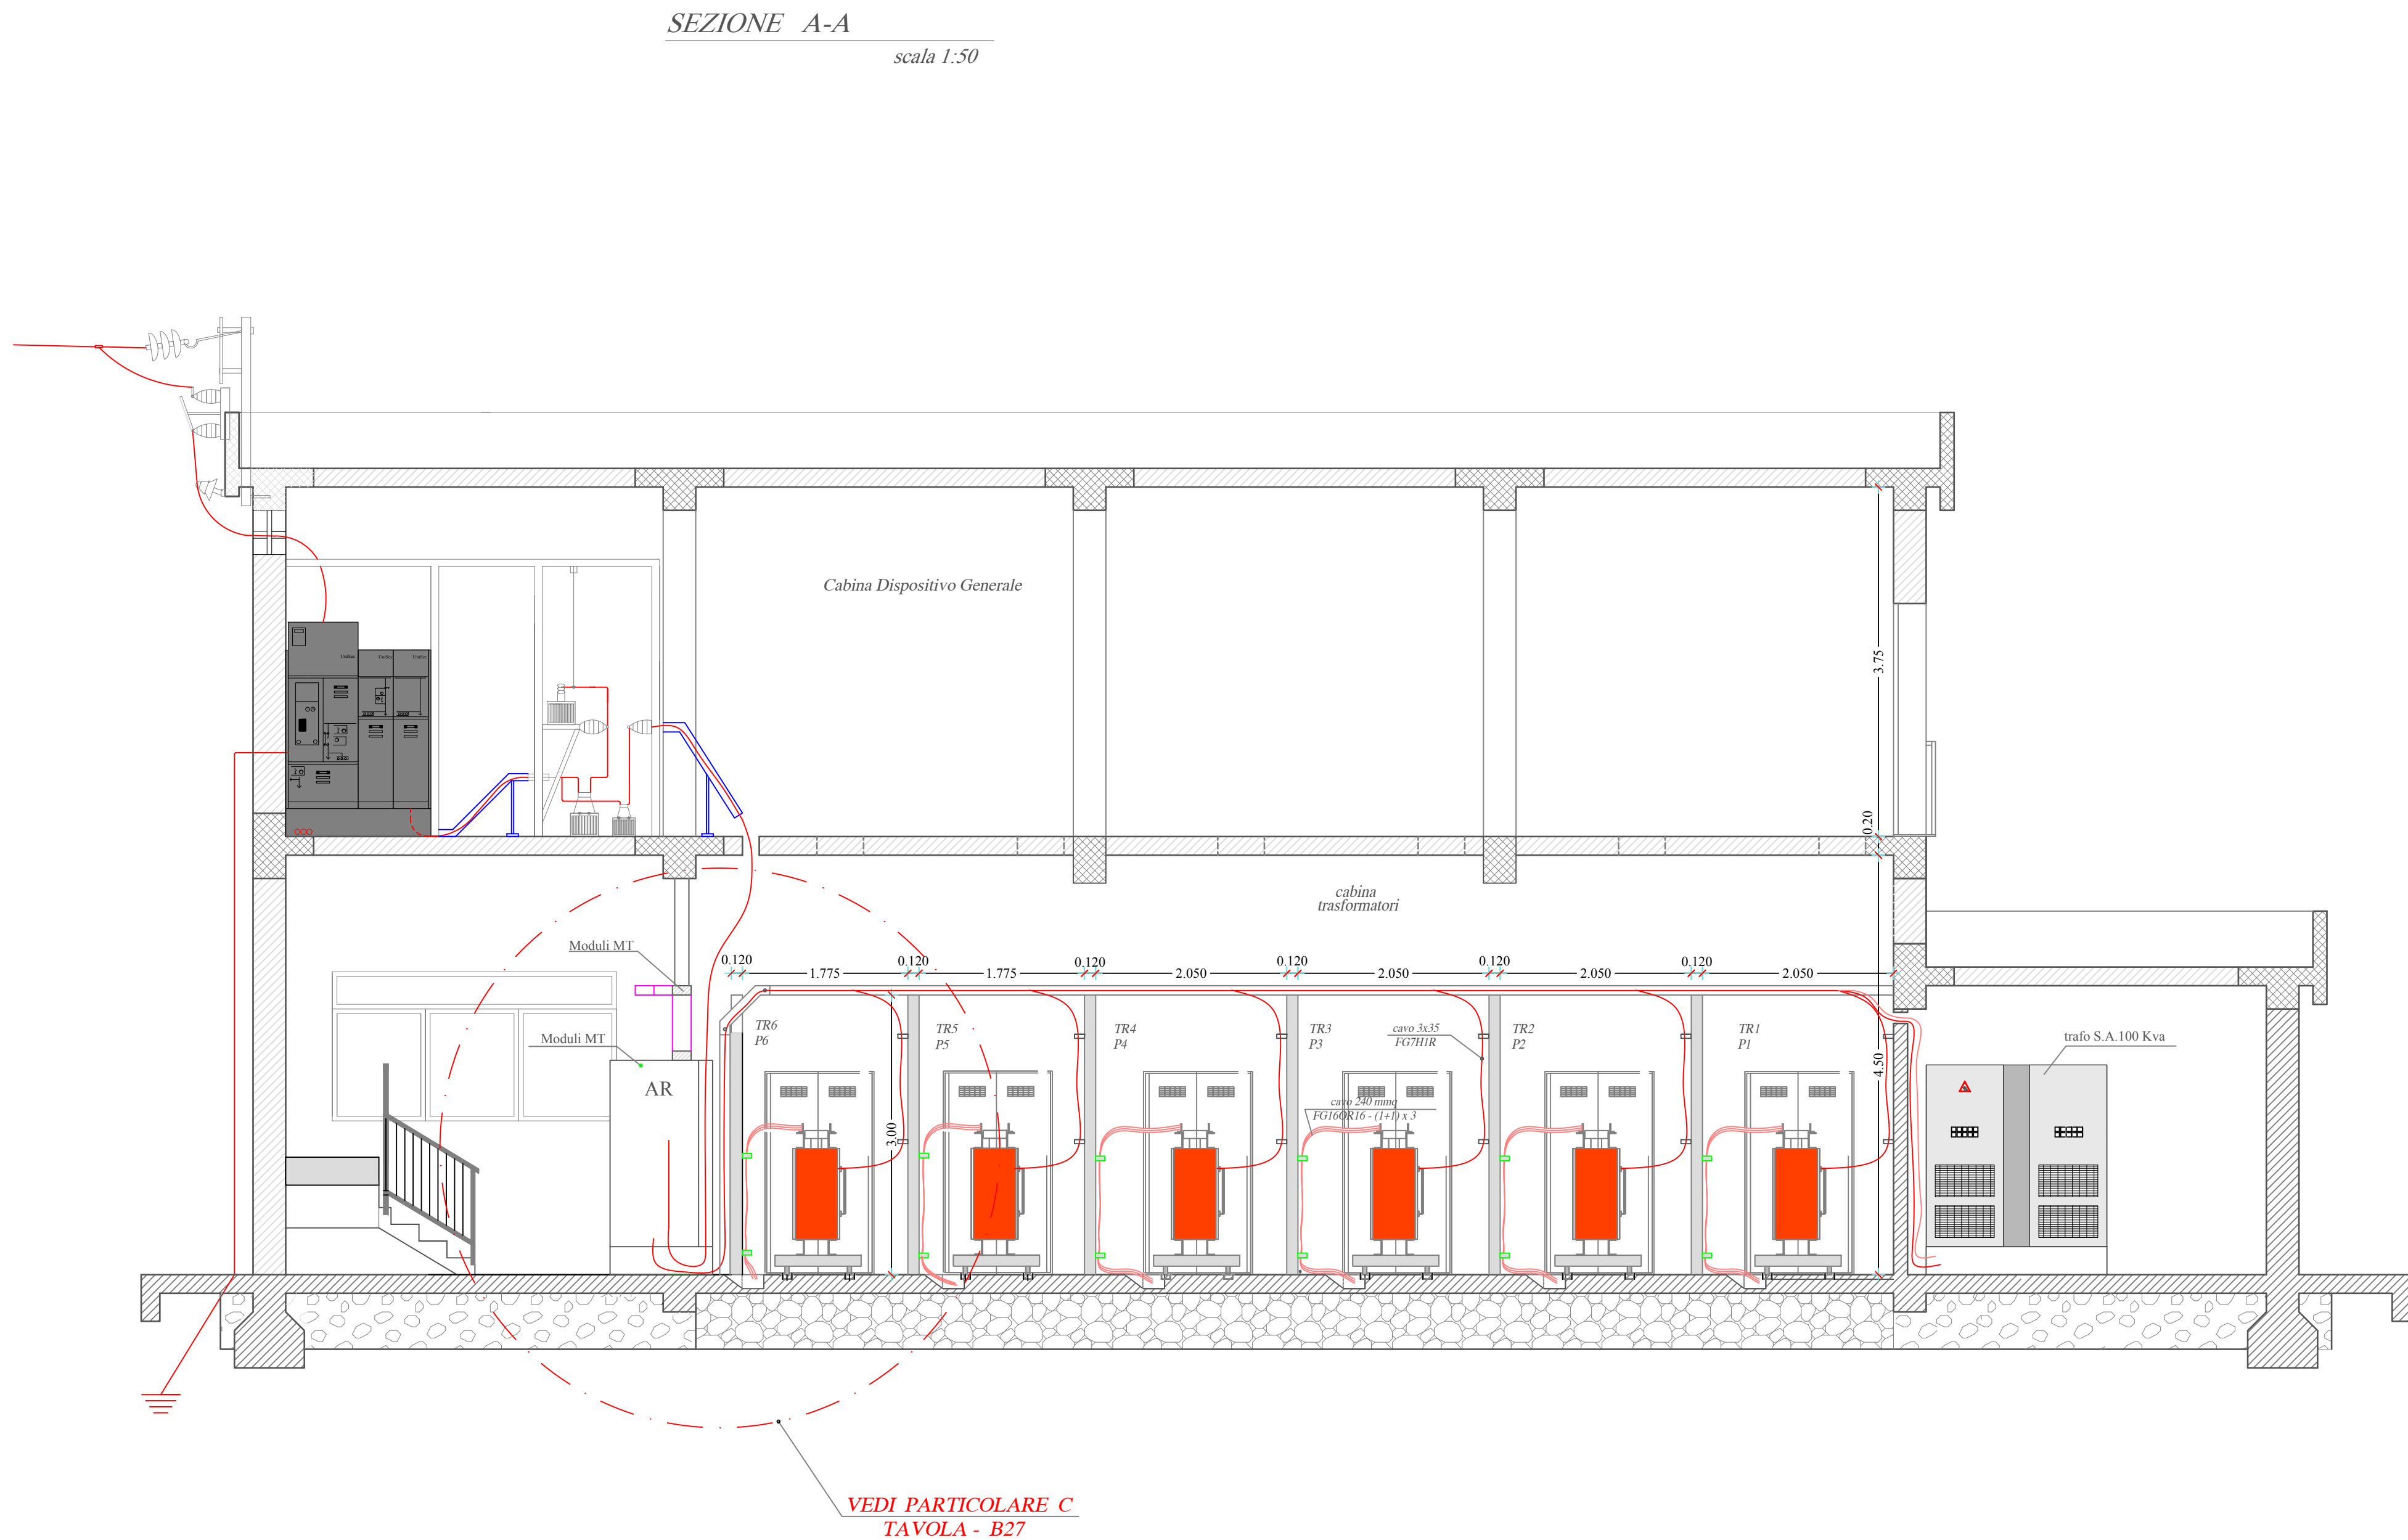 SEZIONE A-A
scala 1:50
Cabina Dispositivo Generale
Unifluc
Unifluc
Unifluc
3.75
0.20
cabina
trasformatori
Moduli MT
0.120
1.775
0.120
1.775
0.120
2.050
0.120
2.050
0.120
2.050
0.120
2.050
TR6
P6
TR5
P5
TR4
P4
TR3
P3
cavo 3x35
FG7H1R
TR2
P2
TR1
P1
trafo S.A.100 Kva
Moduli MT
AR
4.50
cavo 240 mmq
FG16OR16 - (1+1) x 3
3.00
VEDI PARTICOLARE C
TAVOLA - B27